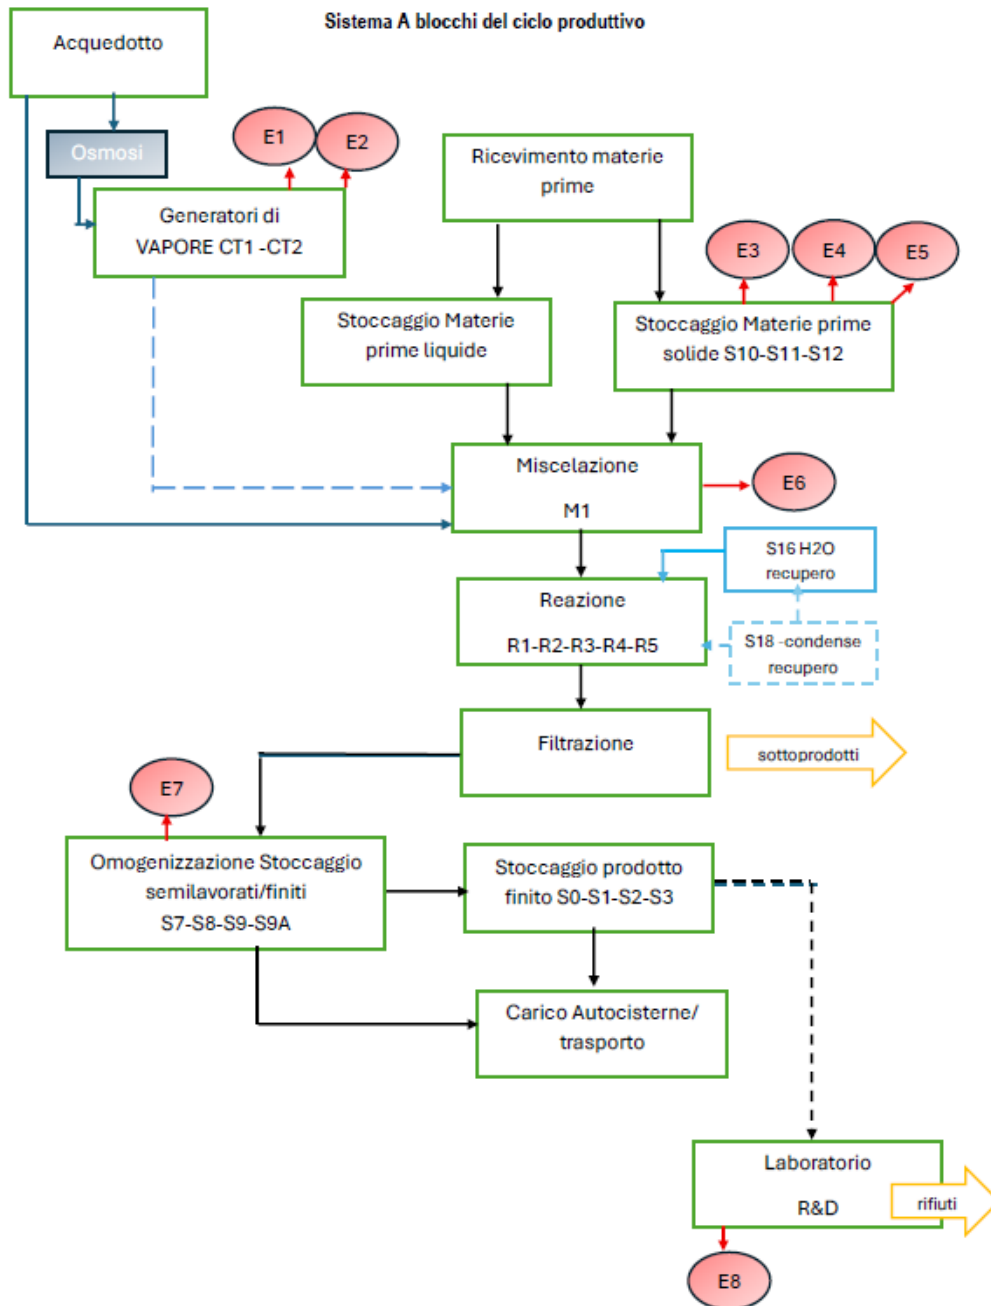 Sistema A blocchi del ciclo produttivo
Acquedotto
Osmosi
E1
E2
Ricevimento materie
prime
Generatori di
VAPORE CT1 -CT2
E3
E4
E5
Stoccaggio Materie
prime liquide
Stoccaggio Materie prime
solide S10-S11-S12
Miscelazione
M1
E6
S16 H2O
recupero
Reazione
R1-R2-R3-R4-R5
S18 -condense
recupero
Filtrazione
sottoprodotti
E7
Omogenizzazione Stoccaggio
semilavorati/finiti
S7-S8-S9-S9A
Stoccaggio prodotto
finito S0-S1-S2-S3
Carico Autocisterne/
trasporto
Laboratorio
R&D
rifiuti
E8